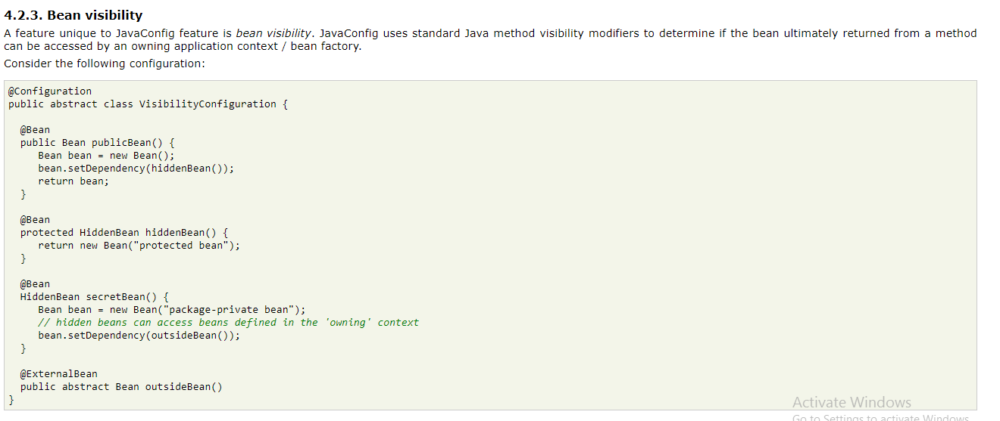 4.2.3. Bean visibility
A feature unique to JavaConfig feature is bean visibility. JavaConfig uses standard Java method visibility modifiers to determine if the bean ultimately returned from a method
can be accessed by an owning application context / bean factory.
Consider the following configuration:
@Configuration
public abstract class VisibilityConfiguration {
@Bean
public Bean publicBean() {
Bean bean = new Bean();
bean.setDependency(hiddenBean());
return bean;
}
@Bean
protected HiddenBean hiddenBean() {
return new Bean("protected bean");
}
@Bean
HiddenBean secretBean() {
Bean bean = new Bean("package-private bean");
// hidden beans can access beans defined in the 'owning' context
bean.setDependency(outsideBean());
}
@ExternalBean
public abstract Bean outsideBean()
}
Activate Windows
Go to Settings to activate Windows